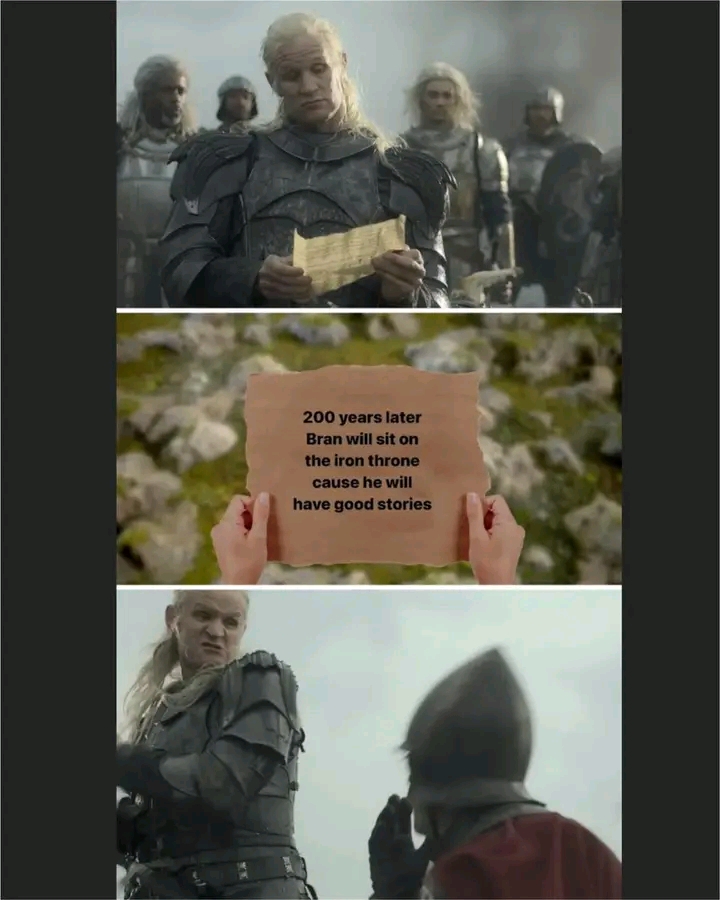 200 years later
Bran will sit on
the iron throne
cause he will
have good stories